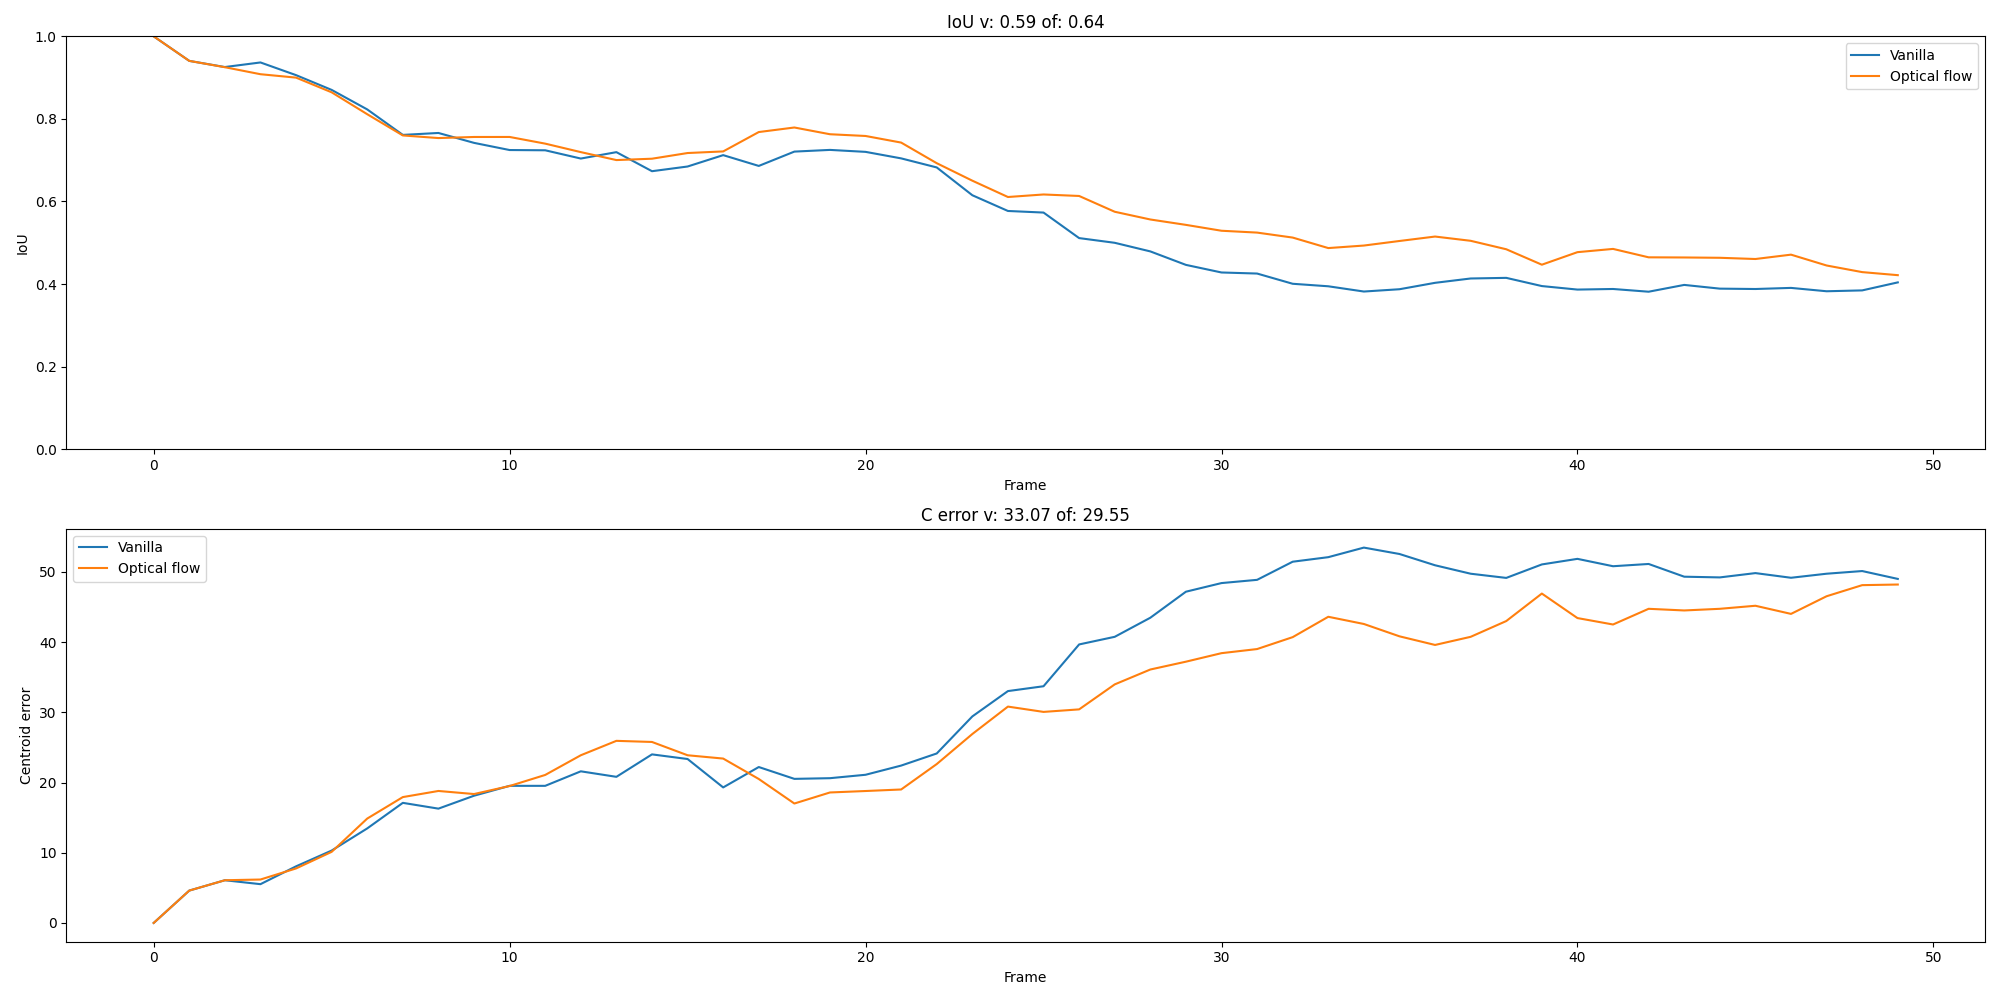 IoU v: 0.59 of: 0.64
1.0
0.8
0.6
0.4
0.2
0.0
IoU
Vanilla
Optical flow
0 10 20 30 40 50
Frame
C error v: 33.07 of: 29.55
50
40
30
20
10
0
Centroid error
Vanilla
Optical flow
0 10 20 30 40 50
Frame